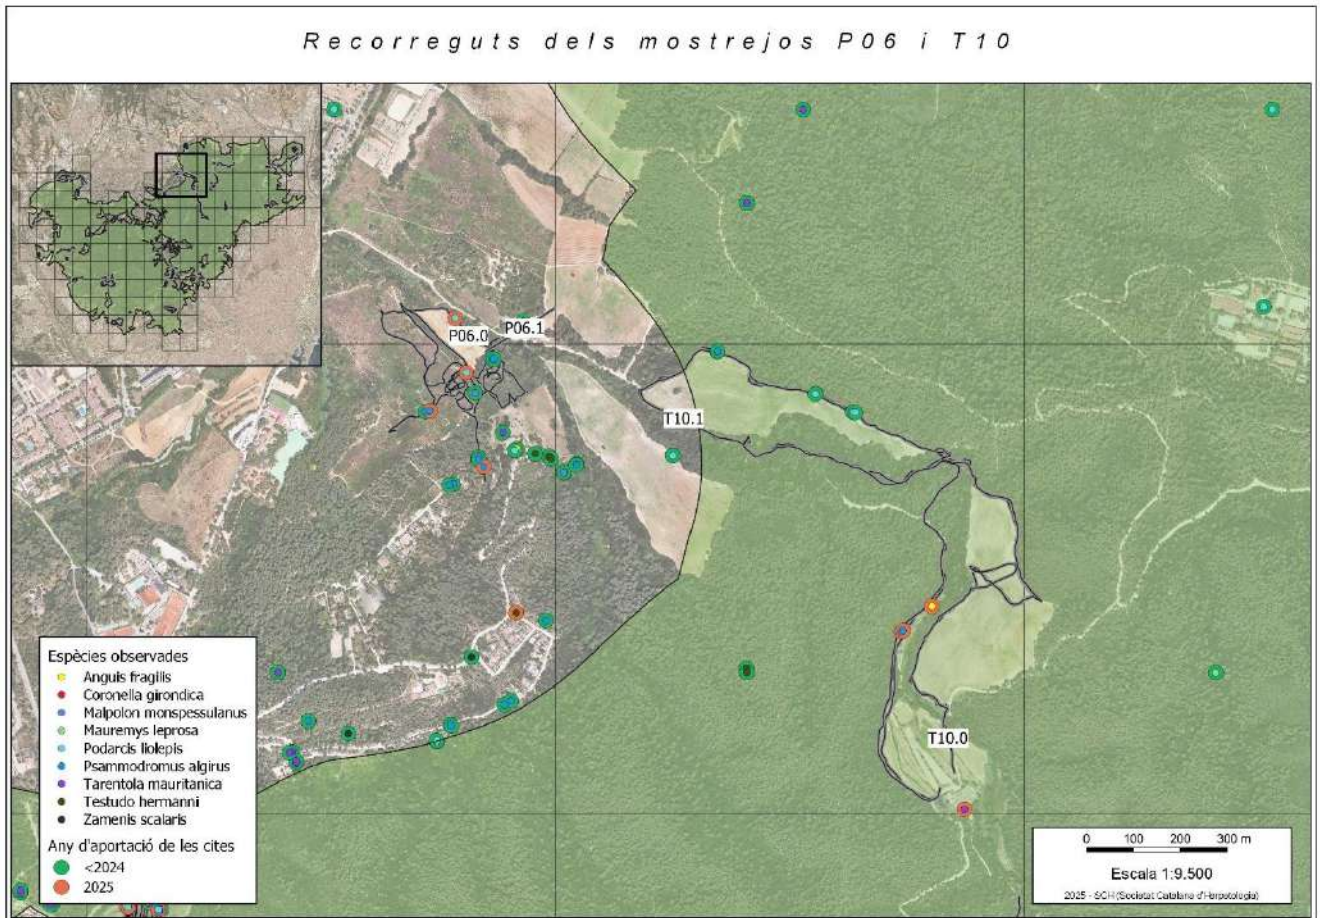 Recorreguts dels mostrejos P06 i T10
P06.1
P06.0
T10.1
T10.0
Espècies observades
Anguis fragilis
Coronella girondica
Malpolon monspessulanus
Mauremys leprosa
Podarcis liolepis
Psammodromus algirus
Tarentola mauritanica
Testudo hermanni
Zamenis scalaris
Any d'aportació de les cites
<2024
2025
0 100 200 300 m
Escala 1:9.500
2025 - SCH (Societat Catalana d'Herpetologia)